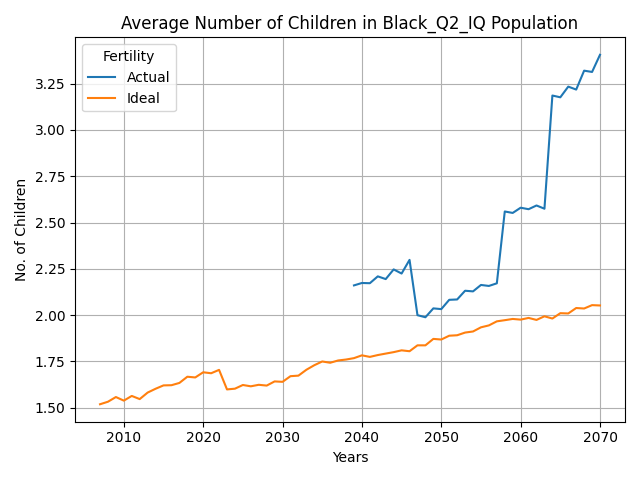 Average Number of Children in Black_Q2_IQ Population
Fertility
Actual
Ideal
No. of Children
3.25
3.00
2.75
2.50
2.25
2.00
1.75
1.50
2010 2020 2030 2040 2050 2060 2070
Years